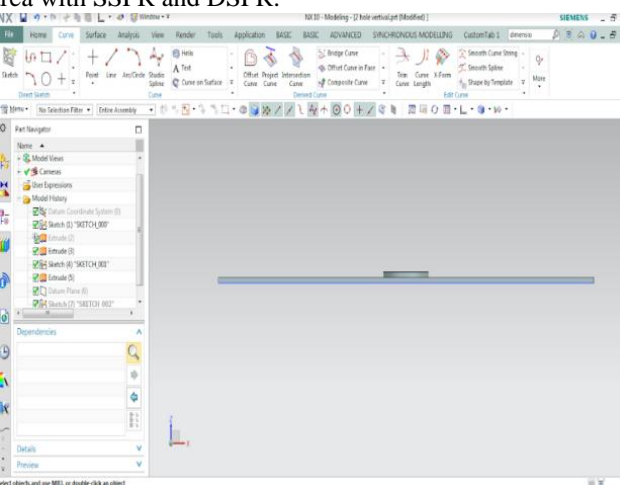 area with SSPR and DSPR.
Window
NX 10 - Modeling - [2 hole vertival.prt (Modified) ]
SIEMENS
File Home Curve Surface Analysis View Render Tools Application BASIC BASIC ADVANCED SYNCHRONOUS MODELLING CustomTab 1 dimensio
Helix
Text
Curve on Surface
Bridge Curve
Offset Curve in Face
Composite Curve
Smooth Curve String
Smooth Spline
Shape by Template
Sketch
Point Line Arc/Circle Studio Spline
Offset Curve Project Curve Intersection Curve
Trim Curve Curve Length X-Form
More
Direct Sketch Curve Derived Curve Edit Curve
Menu No Selection Filter Entire Assembly
Part Navigator
Name
Model Views
Cameras
User Expressions
Model History
Datum Coordinate System (0)
Sketch (1) "SKETCH_000"
Extrude (2)
Extrude (3)
Sketch (4) "SKETCH_001"
Extrude (5)
Datum Plane (6)
Sketch (7) "SKETCH_002"
Dependencies
Details
Preview
Select objects and use MB3, or double-click an object